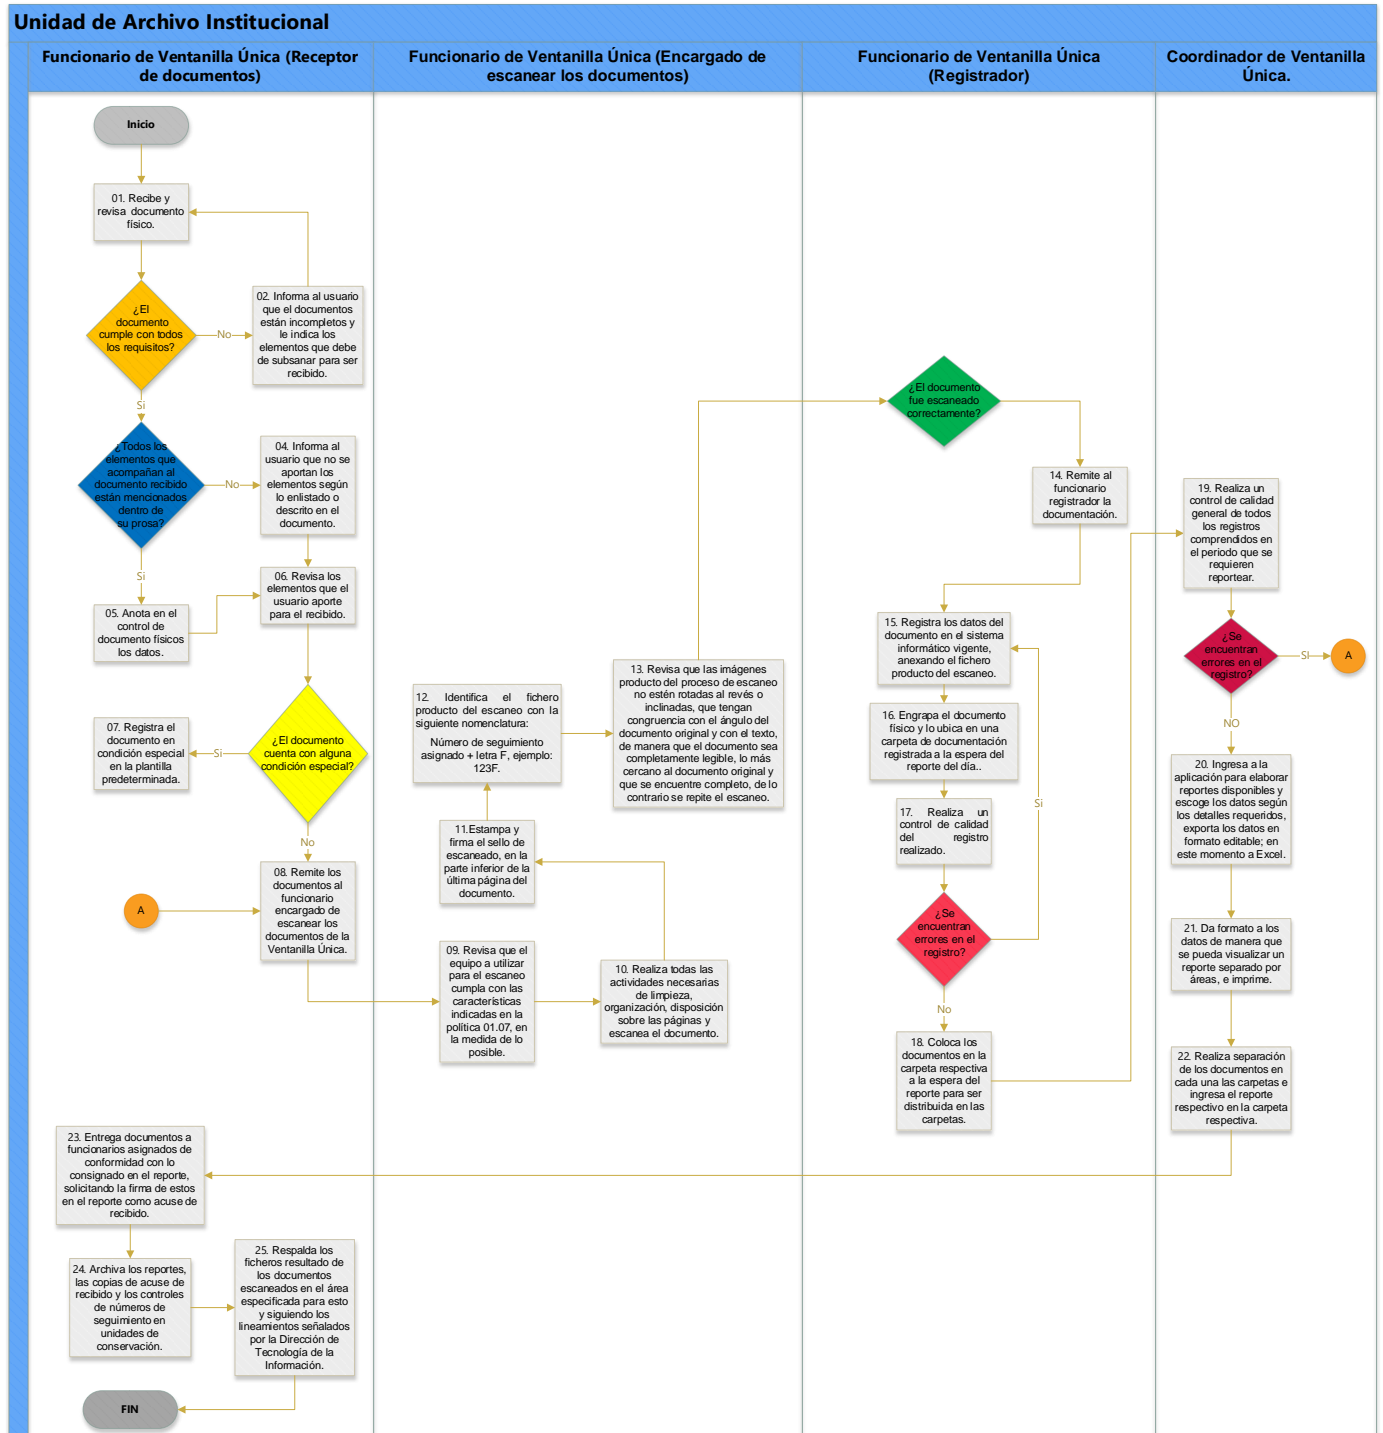 Unidad de Archivo Institucional
Funcionario de Ventanilla Única (Receptor
de documentos)
Funcionario de Ventanilla Única (Encargado de
escanear los documentos)
Funcionario de Ventanilla Única
(Registrador)
Coordinador de Ventanilla
Única.
Inicio
01. Recibe y
revisa documento
físico.
¿El
documento
cumple con todos
los requisitos?
No
02. Informa al usuario
que el documentos
están incompletos y
le indica los
elementos que debe
de subsanar para ser
recibido.
Si
¿Todos los
elementos que
acompañan al
documento recibido
están mencionados
dentro de
su prosa?
No
04. Informa al
usuario que no se
aportan los
elementos según
lo enlistado o
descrito en el
documento.
Si
05. Anota en el
control de
documento físicos
los datos.
06. Revisa los
elementos que el
usuario aporte
para el recibido.
¿El documento
cuenta con alguna
condición especial?
Si
07. Registra el
documento en
condición especial
en la plantilla
predeterminada.
No
A
08. Remite los
documentos al
funcionario
encargado de
escanear los
documentos de la
Ventanilla Única.
09. Revisa que el
equipo a utilizar
para el escaneo
cumpla con las
características
indicadas en la
política 01.07, en
la medida de lo
posible.
10. Realiza todas las
actividades necesarias
de limpieza,
organización, disposición
sobre las páginas y
escanea el documento.
11.Estampa y
firma el sello de
escaneado, en la
parte inferior de la
última página del
documento.
12. Identifica el fichero
producto del escaneo con la
siguiente nomenclatura:
Número de seguimiento
asignado + letra F, ejemplo:
123F.
13. Revisa que las imágenes
producto del proceso de escaneo
no estén rotadas al revés o
inclinadas, que tengan
congruencia con el ángulo del
documento original y con el texto,
de manera que el documento sea
completamente legible, lo más
cercano al documento original y
que se encuentre completo, de lo
contrario se repite el escaneo.
¿El documento
fue escaneado
correctamente?
14. Remite al
funcionario
registrador la
documentación.
15. Registra los datos del
documento en el sistema
informático vigente,
anexando el fichero
producto del escaneo.
16. Engrapa el documento
físico y lo ubica en una
carpeta de documentación
registrada a la espera del
reporte del día..
17. Realiza un
control de calidad
del registro
realizado.
Si
¿Se
encuentran
errores en el
registro?
No
18. Coloca los
documentos en la
carpeta respectiva
a la espera del
reporte para ser
distribuida en las
carpetas.
19. Realiza un
control de calidad
general de todos
los registros
comprendidos en
el periodo que se
requieren
reportear.
¿Se
encuentran
errores en el
registro?
SI
A
NO
20. Ingresa a la
aplicación para elaborar
reportes disponibles y
escoge los datos según
los detalles requeridos,
exporta los datos en
formato editable; en
este momento a Excel.
21. Da formato a los
datos de manera que
se pueda visualizar un
reporte separado por
áreas, e imprime.
22. Realiza separación
de los documentos en
cada una las carpetas e
ingresa el reporte
respectivo en la carpeta
respectiva.
23. Entrega documentos a
funcionarios asignados de
conformidad con lo
consignado en el reporte,
solicitando la firma de estos
en el reporte como acuse de
recibido.
24. Archiva los reportes,
las copias de acuse de
recibido y los controles
de números de
seguimiento en
unidades de
conservación.
25. Respalda los
ficheros resultado de
los documentos
escaneados en el área
especificada para esto
y siguiendo los
lineamientos señalados
por la Dirección de
Tecnología de la
Información.
FIN